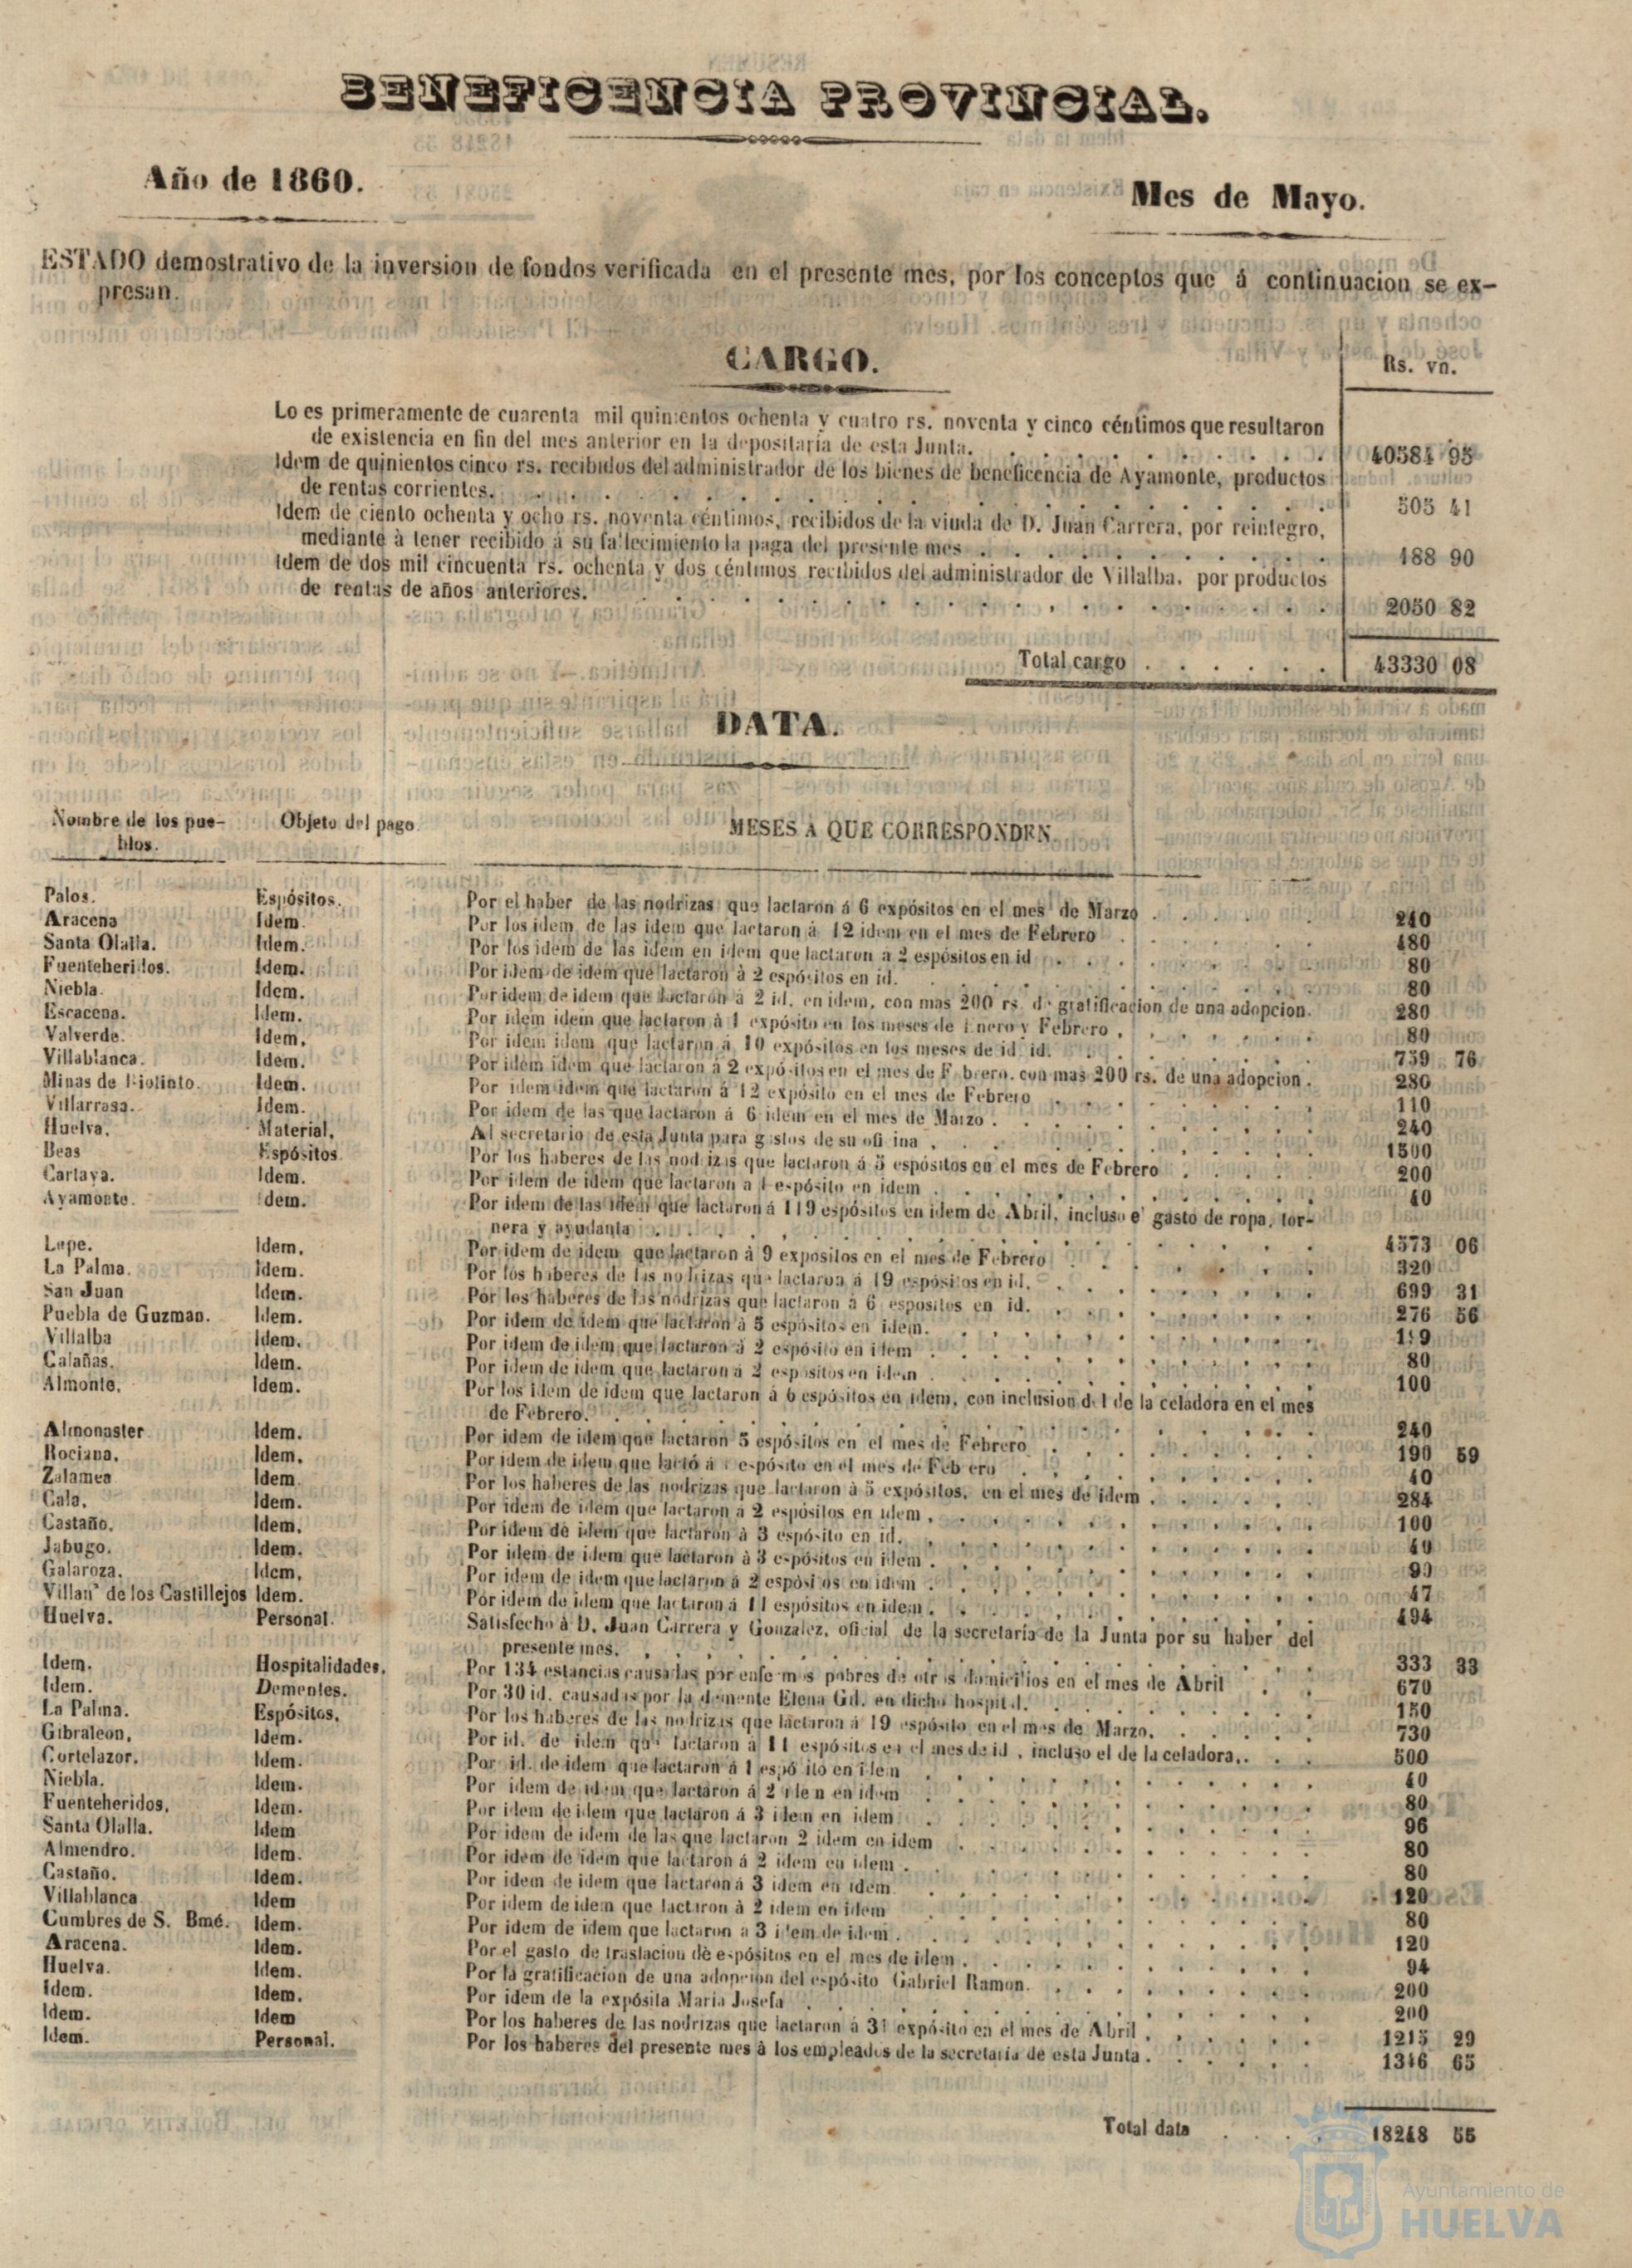 BENEFICENCIA PROVINCIAL.
Año de 1860.
Mes de Mayo.
ESTADO demostrativo de la inversion de fondos verificada en el presente mes, por los conceptos que á continuacion se ex-
presan.
CARGO.
Rs. vn.
Lo es primeramente de cuarenta mil quinientos ochenta y cuatro rs. noventa y cinco céntimos que resultaron
de existencia en fin del mes anterior en la depositaría de esta Junta. 40584 95
Idem de quinientos cinco rs. recibidos del administrador de los bienes de beneficencia de Ayamonte, productos
de rentas corrientes. 505 41
Idem de ciento ochenta y ocho rs. noventa céntimos, recibidos de la viuda de D. Juan Carrera, por reintegro,
mediante à tener recibido á su fallecimiento la paga del presente mes 188 90
Idem de dos mil cincuenta rs. ochenta y dos céntimos recibidos del administrador de Villalba, por productos
de rentas de años anteriores. 2050 82
Total cargo 43330 08
DATA.
Nombre de los pue-
blos.
Objeto del pago.
MESES A QUE CORRESPONDEN
Palos. Espósitos. Por el haber de las nodrizas que lactaron á 6 expósitos en el mes de Marzo 240
Aracena Idem. Por los idem de las idem que lactaron á 12 idem en el mes de Febrero 480
Santa Olalla. Idem. Por los idem de las idem en idem que lactaron á 2 espósitos en id 80
Fuenteheridos. Idem. Por idem de idem que lactaron à 2 espósitos en id. 80
Niebla. Idem. Por idem de idem que lactaron á 2 id. en idem, con mas 200 rs. de gratificacion de una adopcion. 280
Escacena. Idem. Por idem idem que lactaron à 1 expósito en los meses de Enero y Febrero 80
Valverde. Idem. Por idem idem que lactaron á 10 expósitos en los meses de id. id. 759 76
Villablanca. Idem. Por idem idem que lactaron á 2 expósitos en el mes de Febrero. con mas 200 rs. de una adopcion. 280
Minas de Riotinto. Idem. Por idem idem que lactaron á 12 expósito en el mes de Febrero 110
Villarrasa. Idem. Por idem de las que lactaron á 6 idem en el mes de Marzo. 240
Huelva. Material. Al secretario de esta Junta para gastos de su oficina 1500
Beas Espósitos Por los haberes de las nodrizas que lactaron á 5 espósitos en el mes de Febrero 200
Cartaya. Idem. Por idem de idem que lactaron a 1 espósito en idem 40
Ayamonte. Idem. Por idem de las idem que lactaron á 119 espósitos en idem de Abril, incluso el gasto de ropa, tor-
nera y ayudanta 4573 06
Lepe. Idem. Por idem de idem que lactaron á 9 expositos en el mes de Febrero 320
La Palma. Idem. Por los haberes de las nodrizas que lactaron á 19 espósitos en id. 699 31
San Juan Idem. Por los haberes de las nodrizas que lactaron à 6 espositos en id. 276 56
Puebla de Guzman. Idem. Por idem de idem que lactaron à 5 espósitos en idem. 119
Villalba Idem. Por idem de idem que lactaron á 2 espósito en idem 80
Calañas. Idem. Por idem de idem que lactaron á 2 espositos en idem 100
Almonte. Idem. Por los idem de idem que lactaron á 6 espósitos en idem, con inclusion del de la celadora en el mes
de Febrero. 240
Almonaster Idem. Por idem de idem que lactaron 5 espósitos en el mes de Febrero 190 59
Rociana. Idem. Por idem de idem que lactó á 1 espósito en el mes de Febrero 40
Zalamea Idem Por los haberes de las nodrizas que lactaron á 5 expósitos, en el mes de idem 284
Cala. Idem. Por idem de idem que lactaron a 2 espósitos en idem 100
Castaño. Idem. Por idem de idem que lactaron à 3 espósito en id. 40
Jabugo. Idem. Por idem de idem que lactaron à 3 espósitos en idem 90
Galaroza. Idem. Por idem de idem que lactaron á 2 espósitos en idem 47
Villanª de los Castillejos Idem. Por idem de idem que lactaron á 11 espósitos en idem. 494
Huelva. Personal. Satisfecho à D. Juan Carrera y Gonzalez, oficial de la secretaría de la Junta por su haber del
presente mes. 333 33
Idem. Hospitalidades. Por 134 estancias causadas por enfermos pobres de otros domicilios en el mes de Abril 670
Idem. Dementes. Por 30 id. causadas por la demente Elena Gil. en dicho hospital. 150
La Palma. Espósitos. Por los haberes de las nodrizas que lactaron á 19 espósito en el mes de Marzo. 730
Gibraleon. Idem. Por id. de idem que lactaron á 11 espósitos en el mes de id, incluso el de la celadora. 500
Cortelazor. Idem. Por id. de idem que lactaron á 1 espósito en idem 40
Niebla. Idem. Por idem de idem que lactaron á 2 idem en idem 80
Fuenteheridos. Idem. Por idem de idem que lactaron á 3 idem en idem 96
Santa Olalla. Idem Por idem de idem de las que lactaron 2 idem en idem 80
Almendro. Idem. Por idem de idem que lactaron á 2 idem en idem 80
Castaño. Idem. Por idem de idem que lactaron á 3 idem en idem 120
Villablanca Idem Por idem de idem que lactaron à 2 idem en idem 80
Cumbres de S. Bmé. Idem. Por idem de idem que lactaron a 3 idem de idem 120
Aracena. Idem. Por el gasto de traslacion de espósitos en el mes de idem 94
Huelva. Idem. Por la gratificacion de una adopcion del espósito Gabriel Ramon. 200
Idem. Idem. Por idem de la expósita Maria Josefa 200
Idem. Idem Por los haberes de las nodrizas que lactaron á 31 expósito en el mes de Abril 1215 29
Idem. Personal. Por los haberes del presente mes à los empleados de la secretaría de esta Junta. 1346 65
Total data 18248 55
Ayuntamiento de
HUELVA